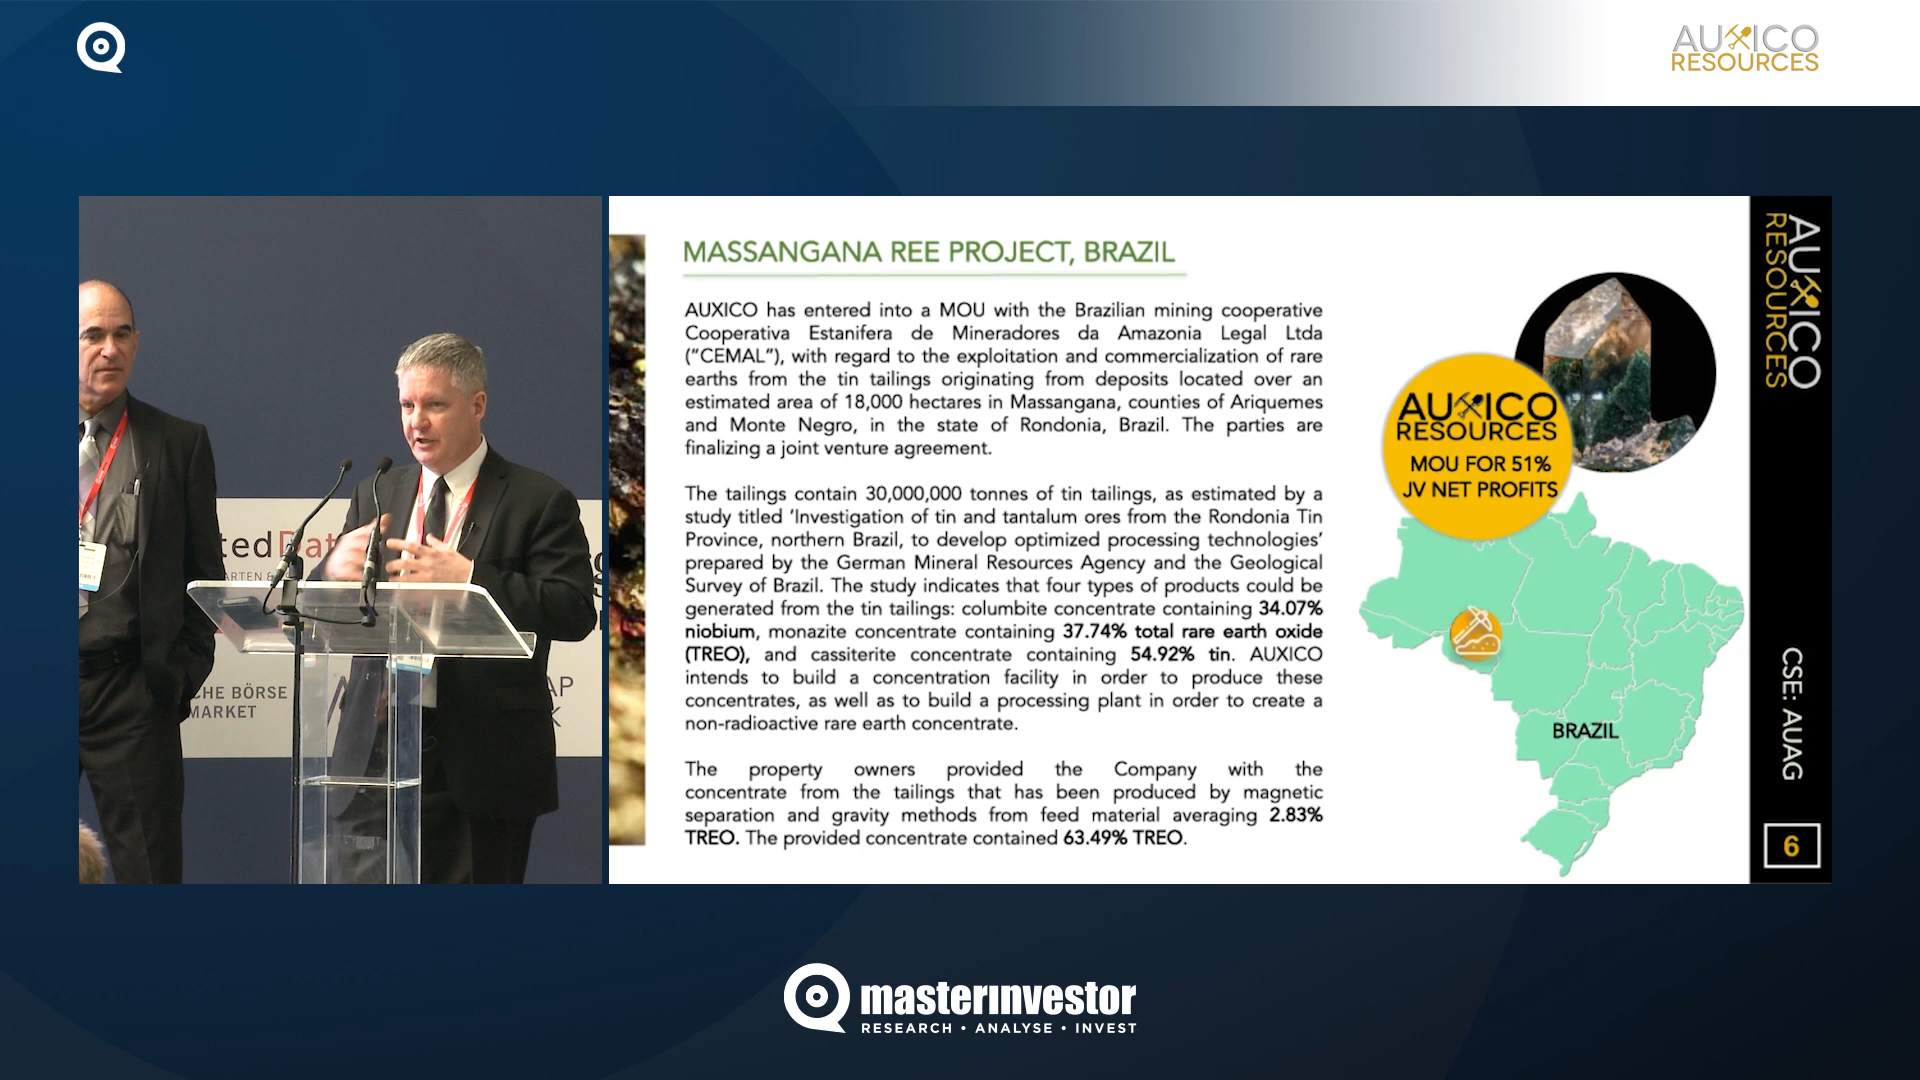 AUXICO
RESOURCES
MASSANGANA REE PROJECT, BRAZIL
AUXICO has entered into a MOU with the Brazilian mining cooperative
Cooperativa Estanifera de Mineradores da Amazonia Legal Ltda
("CEMAL"), with regard to the exploitation and commercialization of rare
earths from the tin tailings originating from deposits located over an
estimated area of 18,000 hectares in Massangana, counties of Ariquemes
and Monte Negro, in the state of Rondonia, Brazil. The parties are
finalizing a joint venture agreement.
The tailings contain 30,000,000 tonnes of tin tailings, as estimated by a
study titled 'Investigation of tin and tantalum ores from the Rondonia Tin
Province, northern Brazil, to develop optimized processing technologies'
prepared by the German Mineral Resources Agency and the Geological
Survey of Brazil. The study indicates that four types of products could be
generated from the tin tailings: columbite concentrate containing 34.07%
niobium, monazite concentrate containing 37.74% total rare earth oxide
(TREO), and cassiterite concentrate containing 54.92% tin. AUXICO
intends to build a concentration facility in order to produce these
concentrates, as well as to build a processing plant in order to create a
non-radioactive rare earth concentrate.
The property owners provided the Company with the
concentrate from the tailings that has been produced by magnetic
separation and gravity methods from feed material averaging 2.83%
TREO. The provided concentrate contained 63.49% TREO.
AUXICO
RESOURCES
MOU FOR 51%
JV NET PROFITS
BRAZIL
AUXICO
RESOURCES
CSE: AUAG
6
ted Dat
ARTEN &
CHE BÖRSE
MARKET
AP
K
masterinvestor
RESEARCH • ANALYSE • INVEST